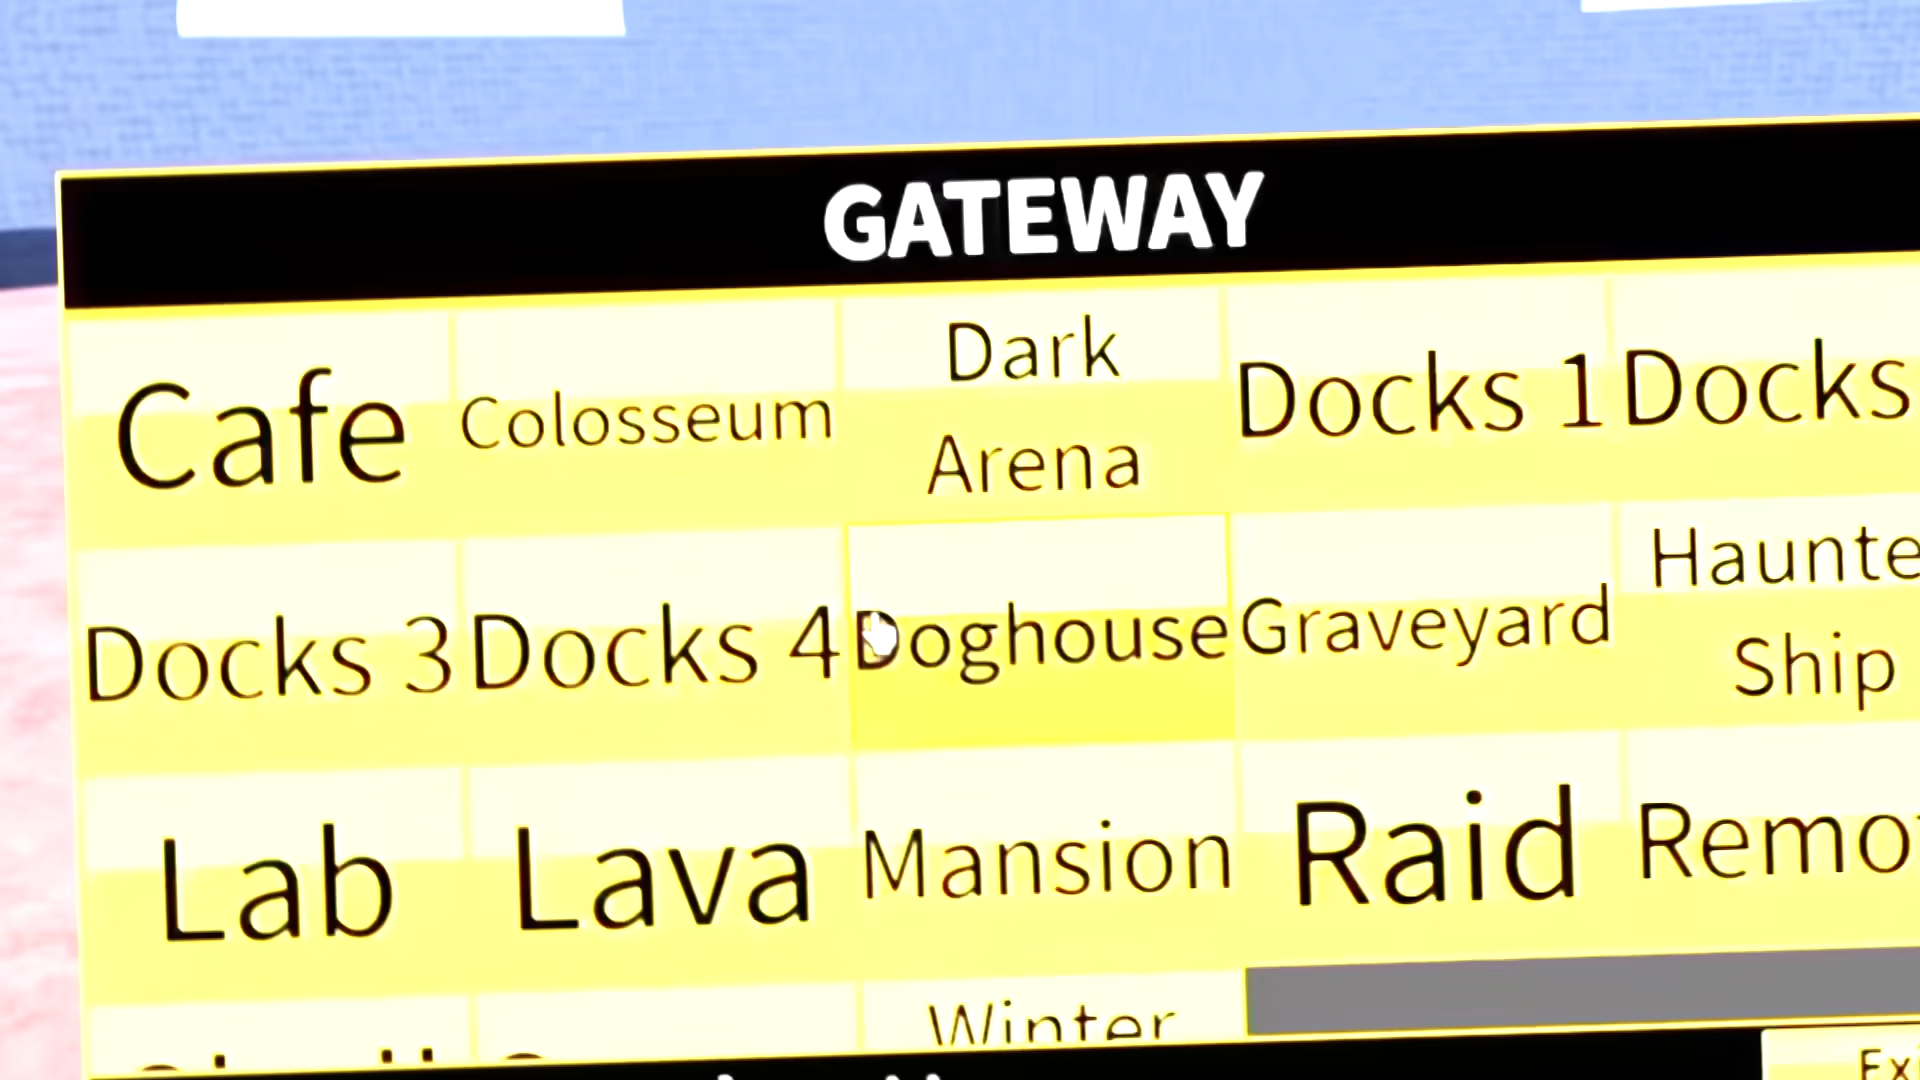 GATEWAY
Cafe
Colosseum
Dark
Arena
Docks 1
Docks
Docks 3
Docks 4
Doghouse
Graveyard
Haunte
Ship
Lab
Lava
Mansion
Raid
Remo
Winter
Exi